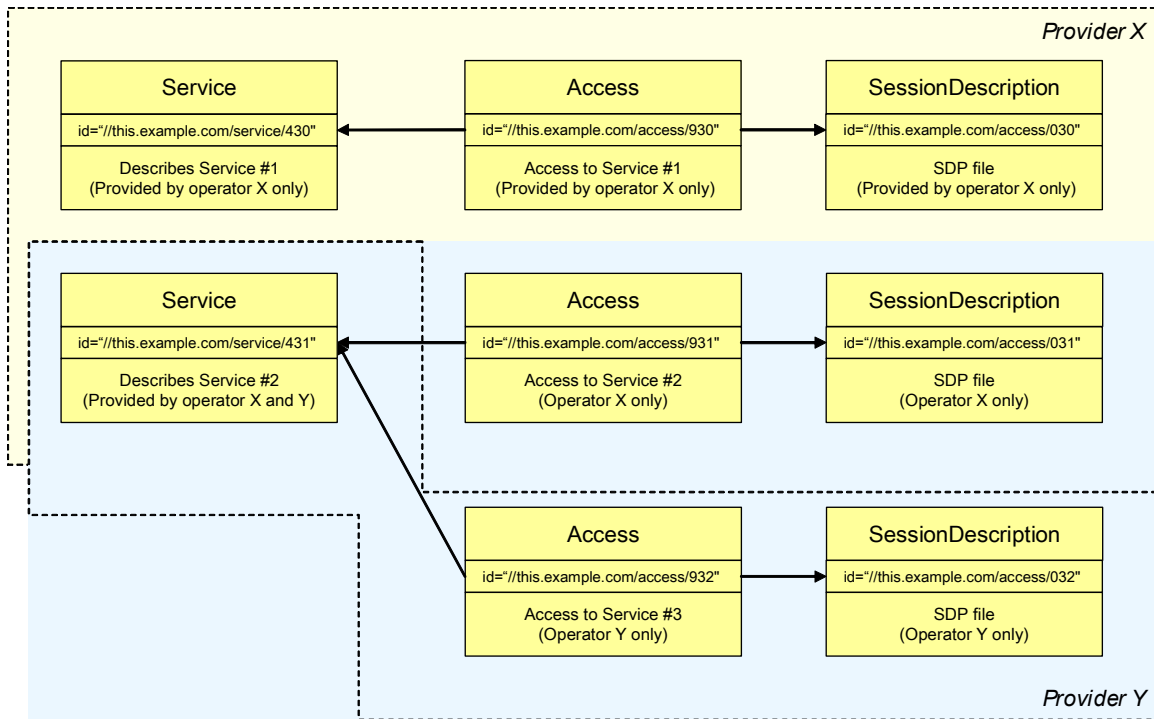 Provider X
Service
id=“//this.example.com/service/430"
Describes Service #1
(Provided by operator X only)
Access
id=“//this.example.com/access/930"
Access to Service #1
(Provided by operator X only)
SessionDescription
id=“//this.example.com/access/030"
SDP file
(Provided by operator X only)
Service
id=“//this.example.com/service/431"
Describes Service #2
(Provided by operator X and Y)
Access
id=“//this.example.com/access/931"
Access to Service #2
(Operator X only)
SessionDescription
id=“//this.example.com/access/031"
SDP file
(Operator X only)
Access
id=“//this.example.com/access/932"
Access to Service #3
(Operator Y only)
SessionDescription
id=“//this.example.com/access/032"
SDP file
(Operator Y only)
Provider Y